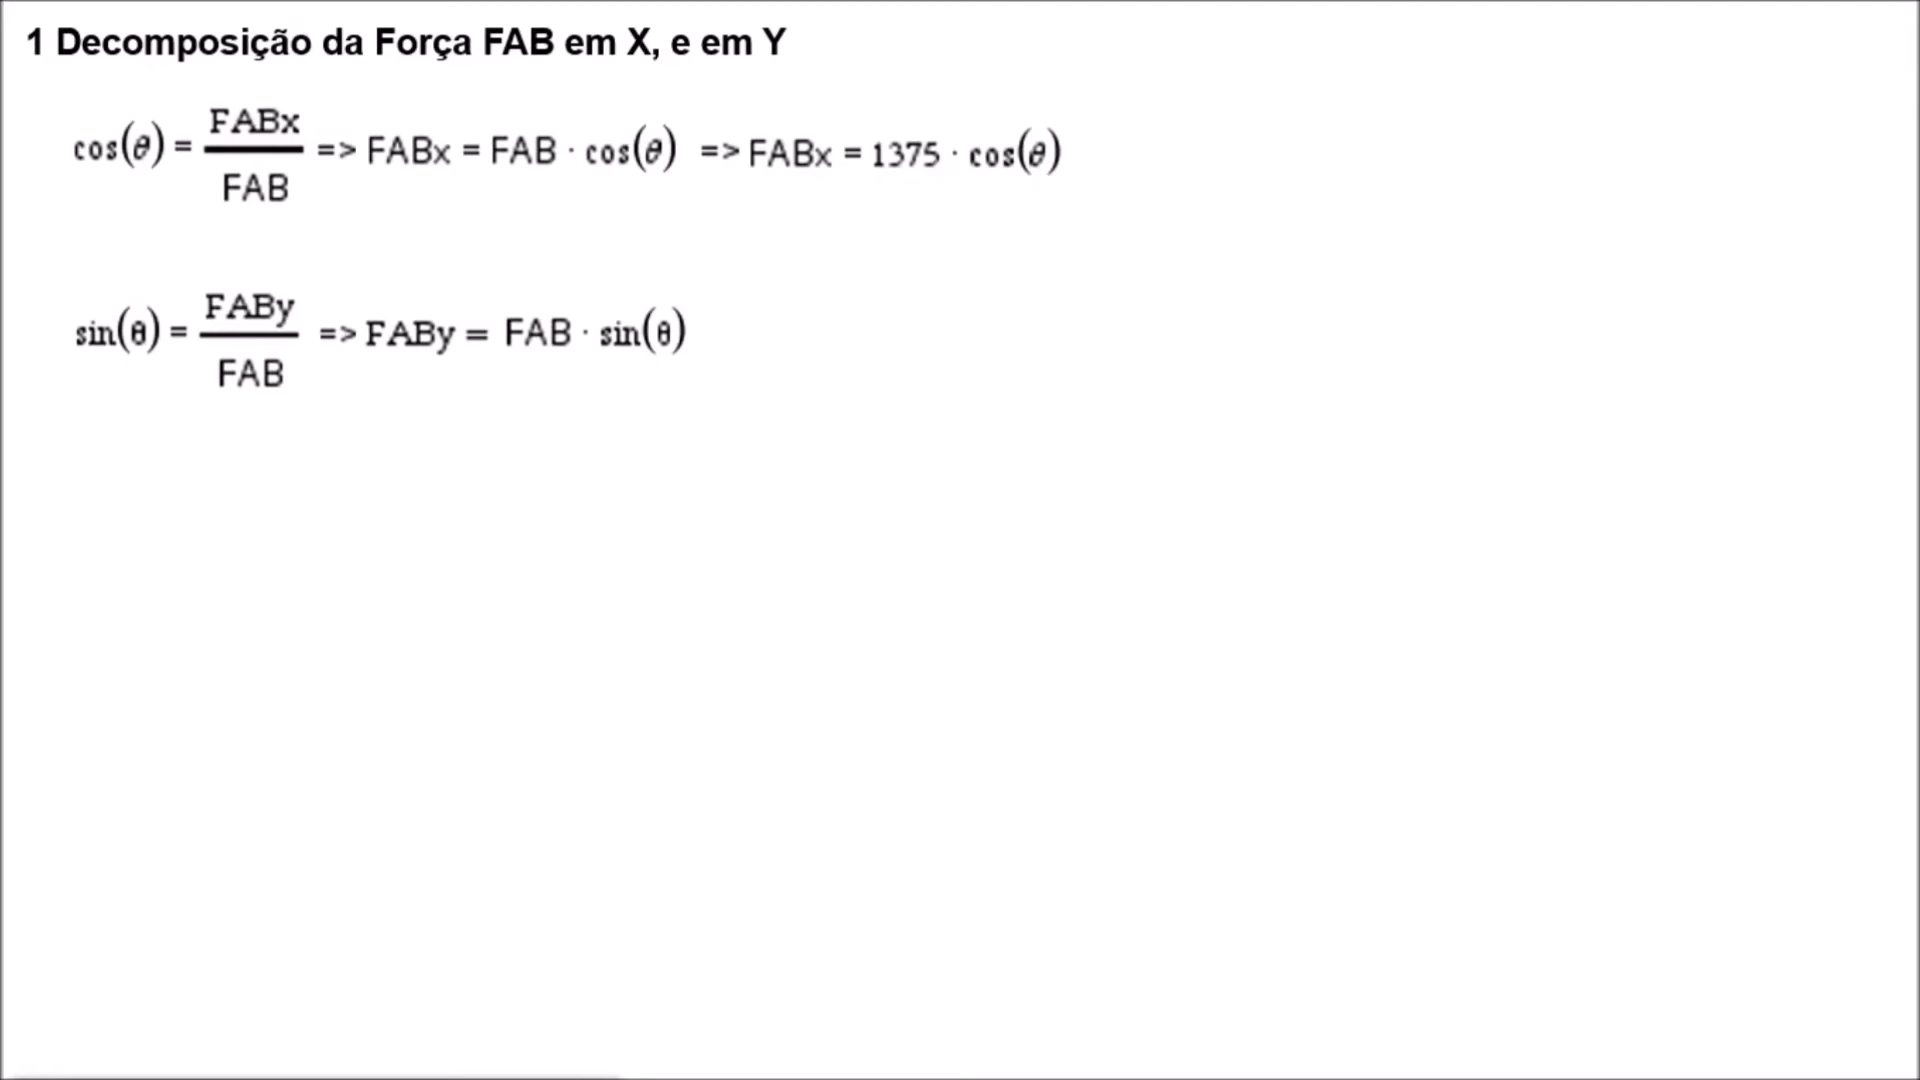 1 Decomposição da Força FAB em X, e em Y
cos(θ) = FABx / FAB => FABx = FAB · cos(θ) => FABx = 1375 · cos(θ)
sin(θ) = FABy / FAB => FABy = FAB · sin(θ)